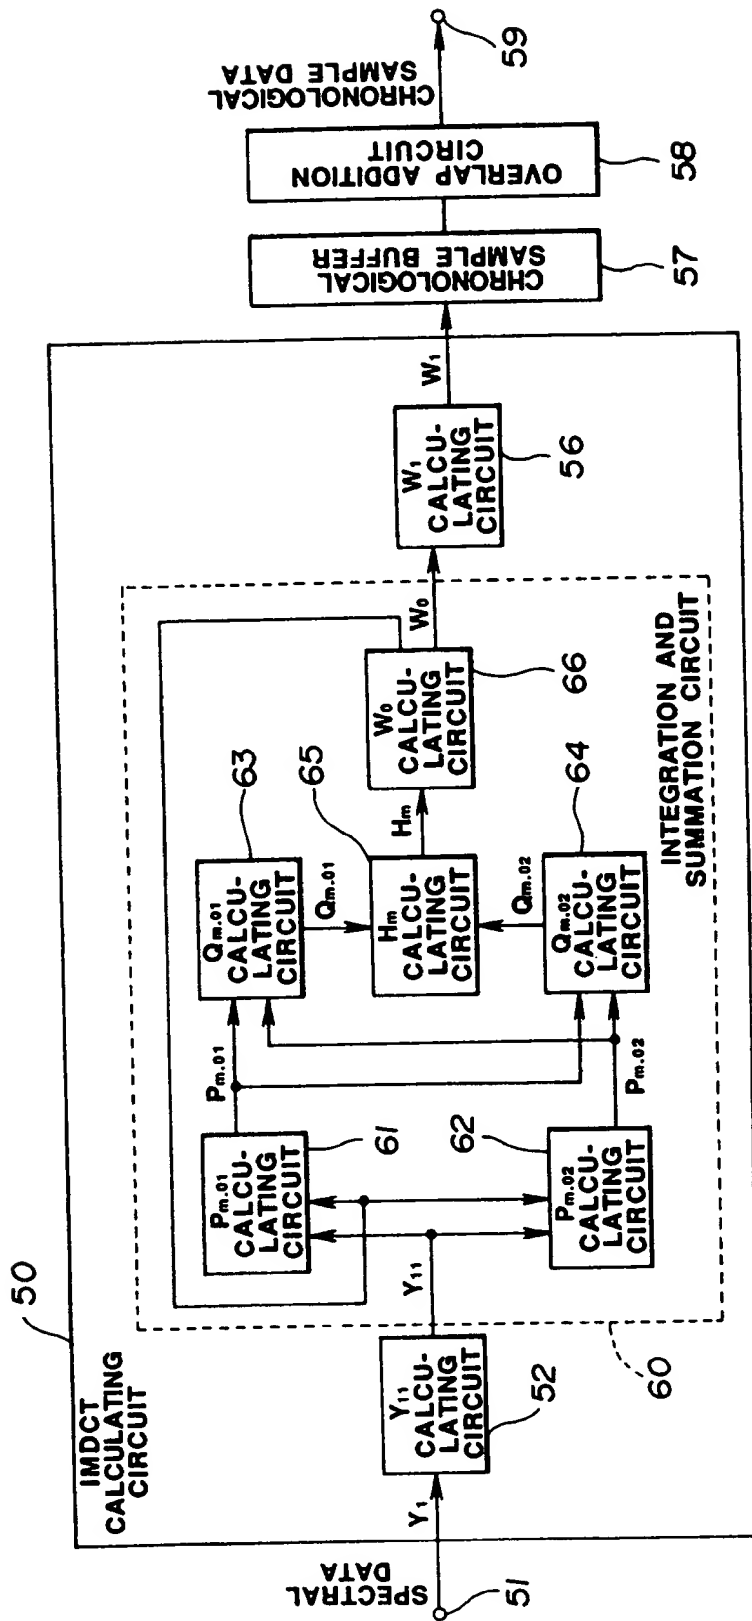 50
IMDCT
CALCULATING
CIRCUIT
SPECTRAL
DATA
51
Y1
Y11
CALCU-
LATING
CIRCUIT
52
Y11
60
Pm.01
CALCU-
LATING
CIRCUIT
61
Pm.02
CALCU-
LATING
CIRCUIT
62
Pm.01
Pm.02
Qm.01
CALCU-
LATING
CIRCUIT
63
Qm.01
Hm
CALCU-
LATING
CIRCUIT
65
Qm.02
Qm.02
CALCU-
LATING
CIRCUIT
64
Hm
W0
CALCU-
LATING
CIRCUIT
66
W0
INTEGRATION AND
SUMMATION CIRCUIT
W1
CALCU-
LATING
CIRCUIT
56
W1
CHRONOLOGICAL
SAMPLE BUFFER
57
OVERLAP ADDITION
CIRCUIT
58
CHRONOLOGICAL
SAMPLE DATA
59